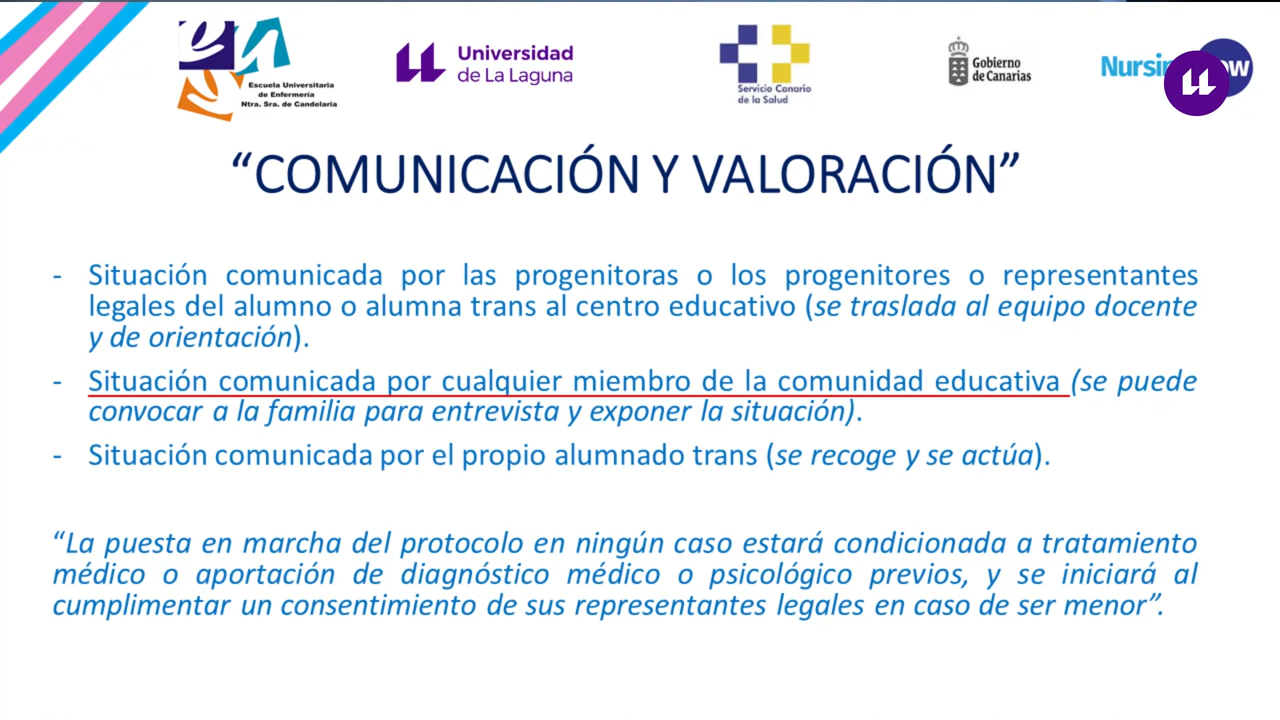 Escuela Universitaria
de Enfermería
Ntra. Sra. de Candelaria
Universidad
de La Laguna
Servicio Canario
de la Salud
Gobierno
de Canarias
“COMUNICACIÓN Y VALORACIÓN”
- Situación comunicada por las progenitoras o los progenitores o representantes
legales del alumno o alumna trans al centro educativo (se traslada al equipo docente
y de orientación).
- Situación comunicada por cualquier miembro de la comunidad educativa (se puede
convocar a la familia para entrevista y exponer la situación).
- Situación comunicada por el propio alumnado trans (se recoge y se actúa).
“La puesta en marcha del protocolo en ningún caso estará condicionada a tratamiento
médico o aportación de diagnóstico médico o psicológico previos, y se iniciará al
cumplimentar un consentimiento de sus representantes legales en caso de ser menor”.